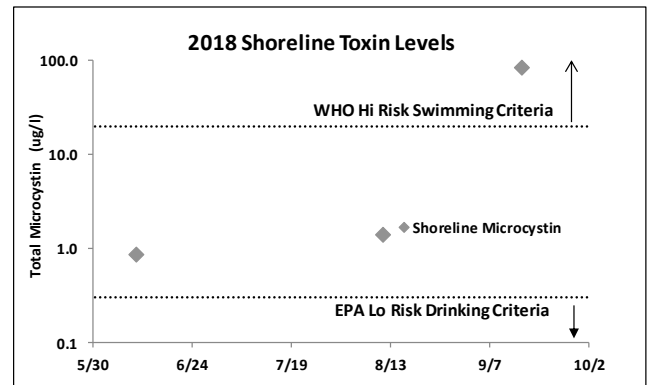 2018 Shoreline Toxin Levels
Total Microcystin (ug/l)
100.0
WHO Hi Risk Swimming Criteria
10.0
Shoreline Microcystin
1.0
EPA Lo Risk Drinking Criteria
0.1
5/30 6/24 7/19 8/13 9/7 10/2